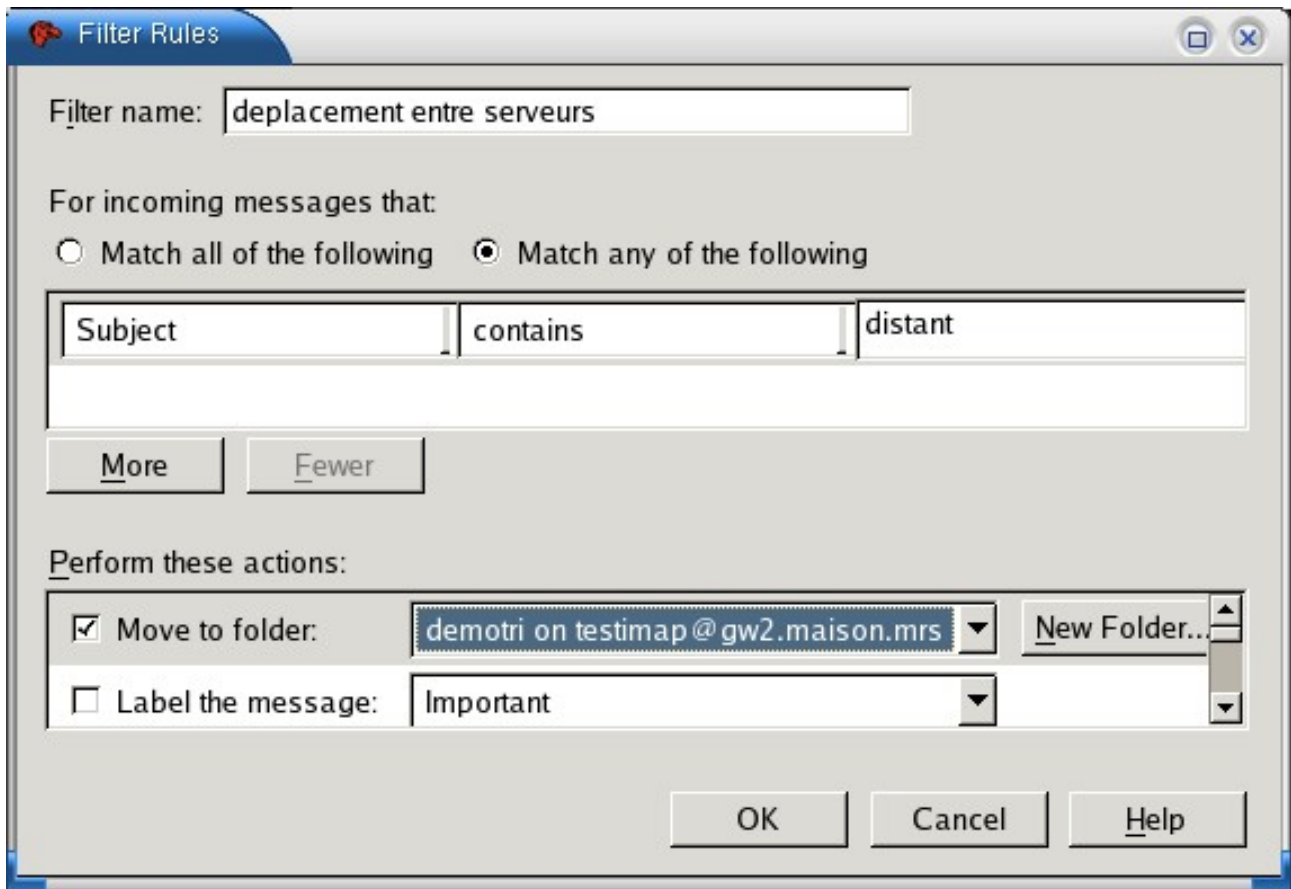 Filter Rules
Filter name: deplacement entre serveurs
For incoming messages that:
Match all of the following Match any of the following
Subject contains distant
More Fewer
Perform these actions:
Move to folder: demotri on testimap@gw2.maison.mrs New Folder...
Label the message: Important
OK Cancel Help